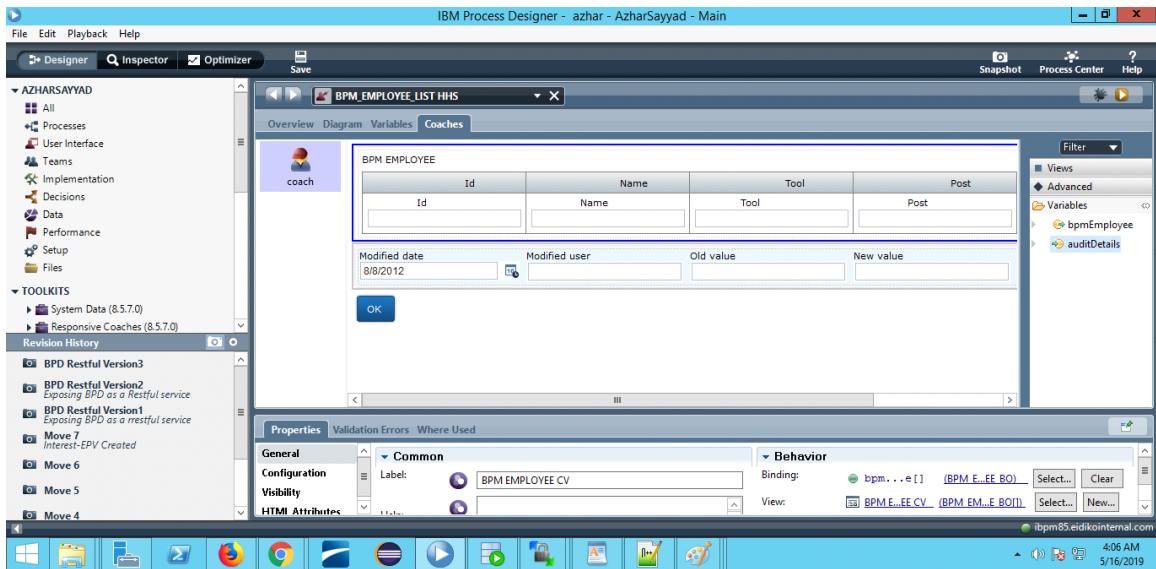 IBM Process Designer - azhar - AzharSayyad - Main
File Edit Playback Help
Designer Inspector Optimizer Save Snapshot Process Center Help
AZHARSAYYAD
All
Processes
User Interface
Teams
Implementation
Decisions
Data
Performance
Setup
Files
TOOLKITS
System Data (8.5.7.0)
Responsive Coaches (8.5.7.0)
Revision History
BPD Restful Version3
BPD Restful Version2
Exposing BPD as a Restful service
BPD Restful Version1
Exposing BPD as a rrestful service
Move 7
Interest-EPV Created
Move 6
Move 5
Move 4
BPM_EMPLOYEE_LIST HHS
Overview Diagram Variables Coaches
coach
BPM EMPLOYEE
Id Name Tool Post
Id Name Tool Post
Modified date Modified user Old value New value
8/8/2012
OK
Filter
Views
Advanced
Variables
bpmEmployee
auditDetails
Properties Validation Errors Where Used
General
Configuration
Visibility
HTML Attributes
Common
Label: BPM EMPLOYEE CV
Behavior
Binding: bpm...e[] (BPM E...EE BO) Select... Clear
View: BPM E...EE CV (BPM EM...E BO[]) Select... New...
ibpm85.eidikointernal.com
4:06 AM
5/16/2019